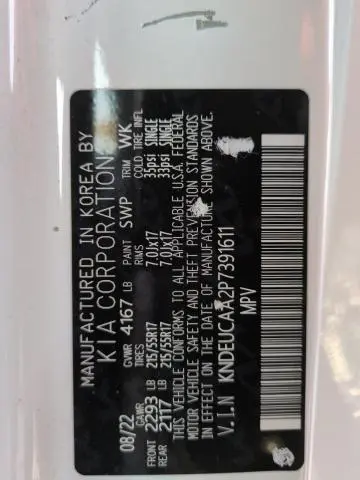 MANUFACTURED IN KOREA BY
KIA CORPORATION
08/22 GVWR 4167 LB PAINT SWP TRIM WK
GAWR TIRES RIMS COLD TIRE INFL
FRONT 2293 LB 215/55R17 7.0Jx17 35psi SINGLE
REAR 2117 LB 215/55R17 7.0Jx17 33psi SINGLE
THIS VEHICLE CONFORMS TO ALL APPLICABLE U.S.A. FEDERAL
MOTOR VEHICLE SAFETY AND THEFT PREVENTION STANDARDS
IN EFFECT ON THE DATE OF MANUFACTURE SHOWN ABOVE.
V.I.N KNDEUCAA2P7391611
MPV